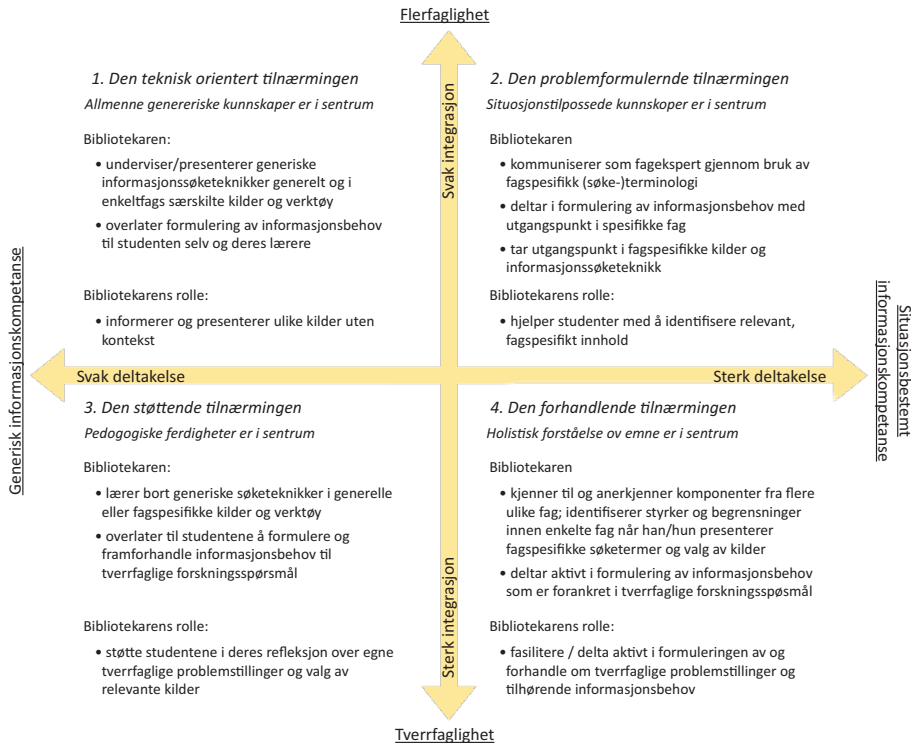 Flerfaglighet
1. Den teknisk orientert tilnærmingen
Allmenne genereriske kunnskaper er i sentrum
Bibliotekaren:
• underviser/presenterer generiske
informasjonssøketeknikker generelt og i
enkeltfags særskilte kilder og verktøy
• overlater formulering av informasjonsbehov
til studenten selv og deres lærere
Bibliotekarens rolle:
• informerer og presenterer ulike kilder uten
kontekst
Svak integrasjon
2. Den problemformulernde tilnærmingen
Situosjonstilpossede kunnskoper er i sentrum
Bibliotekaren
• kommuniserer som fagekspert gjennom bruk av
fagspesifikk (søke-)terminologi
• deltar i formulering av informasjonsbehov med
utgangspunkt i spesifikke fag
• tar utgangspunkt i fagspesifikke kilder og
informasjonssøketeknikk
Bibliotekarens rolle:
• hjelper studenter med å identifisere relevant,
fagspesifikt innhold
Generisk informasjonskompetanse
Svak deltakelse
Sterk deltakelse
Situasjonsbestemt
informasjonskompetanse
3. Den støttende tilnærmingen
Pedagogiske ferdigheter er i sentrum
Bibliotekaren:
• lærer bort generiske søketeknikker i generelle
eller fagspesifikke kilder og verktøy
• overlater til studentene å formulere og
framforhandle informasjonsbehov til
tverrfaglige forskningsspørsmål
Bibliotekarens rolle:
• støtte studentene i deres refleksjon over egne
tverrfaglige problemstillinger og valg av
relevante kilder
Sterk integrasjon
4. Den forhandlende tilnærmingen
Holistisk forståelse ov emne er i sentrum
Bibliotekaren
• kjenner til og anerkjenner komponenter fra flere
ulike fag; identifiserer styrker og begrensninger
innen enkelte fag når han/hun presenterer
fagspesifikke søketermer og valg av kilder
• deltar aktivt i formulering av informasjonsbehov
som er forankret i tverrfaglige forskningsspøsmål
Bibliotekarens rolle:
• fasilitere / delta aktivt i formuleringen av og
forhandle om tverrfaglige problemstillinger og
tilhørende informasjonsbehov
Tverrfaglighet